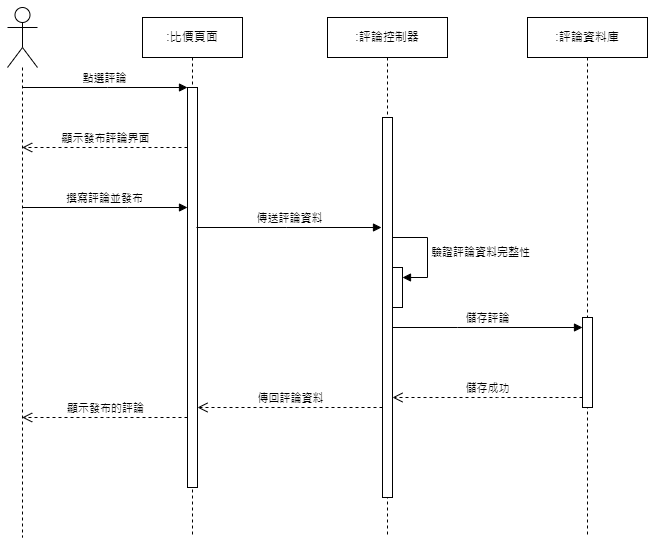 :比價頁面
:評論控制器
:評論資料庫
點選評論
顯示發布評論界面
撰寫評論並發布
傳送評論資料
驗證評論資料完整性
儲存評論
儲存成功
傳回評論資料
顯示發布的評論